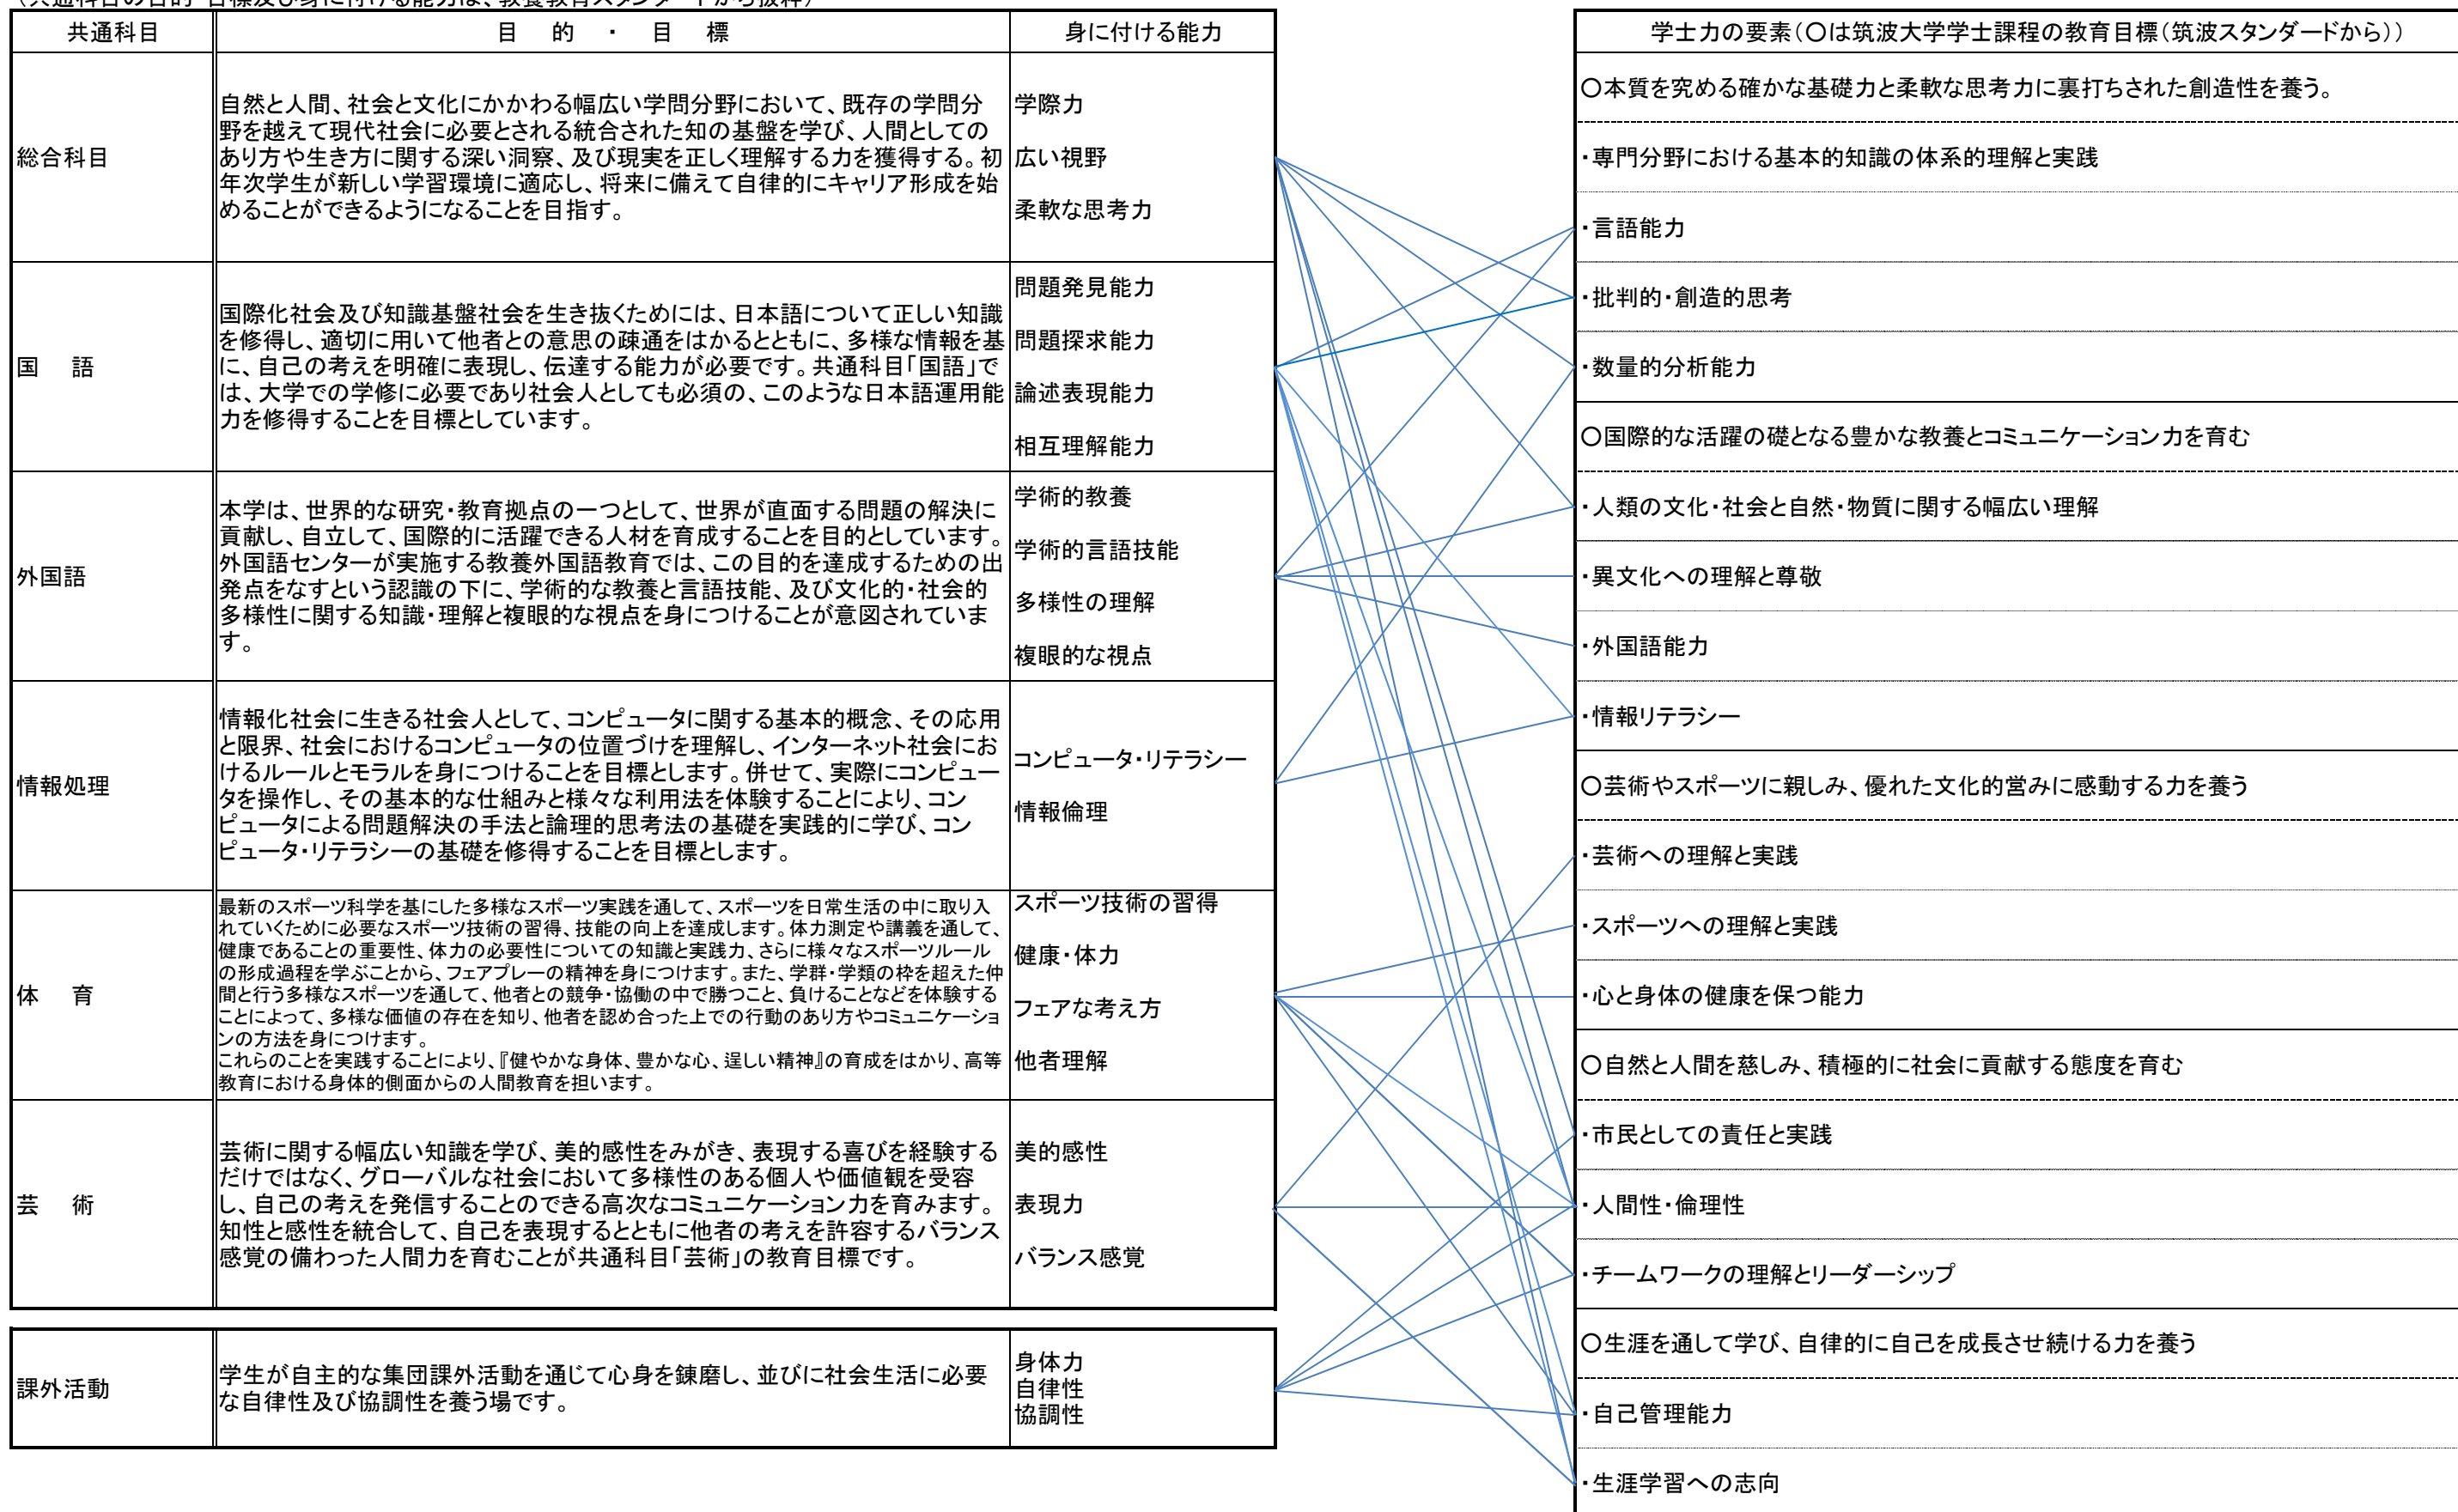 (共通科目の目的・目標及び身に付ける能力は、教養教育スタンダードから抜粋)
共通科目
目　的　・　目　標
身に付ける能力
総合科目
自然と人間、社会と文化にかかわる幅広い学問分野において、既存の学問分
野を越えて現代社会に必要とされる統合された知の基盤を学び、人間としての
あり方や生き方に関する深い洞察、及び現実を正しく理解する力を獲得する。初
年次学生が新しい学習環境に適応し、将来に備えて自律的にキャリア形成を始
めることができるようになることを目指す。
学際力
広い視野
柔軟な思考力
国　語
国際化社会及び知識基盤社会を生き抜くためには、日本語について正しい知識
を修得し、適切に用いて他者との意思の疎通をはかるとともに、多様な情報を基
に、自己の考えを明確に表現し、伝達する能力が必要です。共通科目「国語」で
は、大学での学修に必要であり社会人としても必須の、このような日本語運用能
力を修得することを目標としています。
問題発見能力
問題探求能力
論述表現能力
相互理解能力
外国語
本学は、世界的な研究・教育拠点の一つとして、世界が直面する問題の解決に
貢献し、自立して、国際的に活躍できる人材を育成することを目的としています。
外国語センターが実施する教養外国語教育では、この目的を達成するための出
発点をなすという認識の下に、学術的な教養と言語技能、及び文化的・社会的
多様性に関する知識・理解と複眼的な視点を身につけることが意図されていま
す。
学術的教養
学術的言語技能
多様性の理解
複眼的な視点
情報処理
情報化社会に生きる社会人として、コンピュータに関する基本的概念、その応用
と限界、社会におけるコンピュータの位置づけを理解し、インターネット社会にお
けるルールとモラルを身につけることを目標とします。併せて、実際にコンピュー
タを操作し、その基本的な仕組みと様々な利用法を体験することにより、コン
ピュータによる問題解決の手法と論理的思考法の基礎を実践的に学び、コン
ピュータ・リテラシーの基礎を修得することを目標とします。
コンピュータ・リテラシー
情報倫理
体　育
最新のスポーツ科学を基にした多様なスポーツ実践を通して、スポーツを日常生活の中に取り入
れていくために必要なスポーツ技術の習得、技能の向上を達成します。体力測定や講義を通して、
健康であることの重要性、体力の必要性についての知識と実践力、さらに様々なスポーツルール
の形成過程を学ぶことから、フェアプレーの精神を身につけます。また、学群・学類の枠を超えた仲
間と行う多様なスポーツを通して、他者との競争・協働の中で勝つこと、負けることなどを体験する
ことによって、多様な価値の存在を知り、他者を認め合った上での行動のあり方やコミュニケーショ
ンの方法を身につけます。
これらのことを実践することにより、『健やかな身体、豊かな心、逞しい精神』の育成をはかり、高等
教育における身体的側面からの人間教育を担います。
スポーツ技術の習得
健康・体力
フェアな考え方
他者理解
芸　術
芸術に関する幅広い知識を学び、美的感性をみがき、表現する喜びを経験する
だけではなく、グローバルな社会において多様性のある個人や価値観を受容
し、自己の考えを発信することのできる高次なコミュニケーション力を育みます。
知性と感性を統合して、自己を表現するとともに他者の考えを許容するバランス
感覚の備わった人間力を育むことが共通科目「芸術」の教育目標です。
美的感性
表現力
バランス感覚
課外活動
学生が自主的な集団課外活動を通じて心身を錬磨し、並びに社会生活に必要
な自律性及び協調性を養う場です。
身体力
自律性
協調性
学士力の要素(○は筑波大学学士課程の教育目標(筑波スタンダードから))
○本質を究める確かな基礎力と柔軟な思考力に裏打ちされた創造性を養う。
・専門分野における基本的知識の体系的理解と実践
・言語能力
・批判的・創造的思考
・数量的分析能力
○国際的な活躍の礎となる豊かな教養とコミュニケーション力を育む
・人類の文化・社会と自然・物質に関する幅広い理解
・異文化への理解と尊敬
・外国語能力
・情報リテラシー
○芸術やスポーツに親しみ、優れた文化的営みに感動する力を養う
・芸術への理解と実践
・スポーツへの理解と実践
・心と身体の健康を保つ能力
○自然と人間を慈しみ、積極的に社会に貢献する態度を育む
・市民としての責任と実践
・人間性・倫理性
・チームワークの理解とリーダーシップ
○生涯を通して学び、自律的に自己を成長させ続ける力を養う
・自己管理能力
・生涯学習への志向